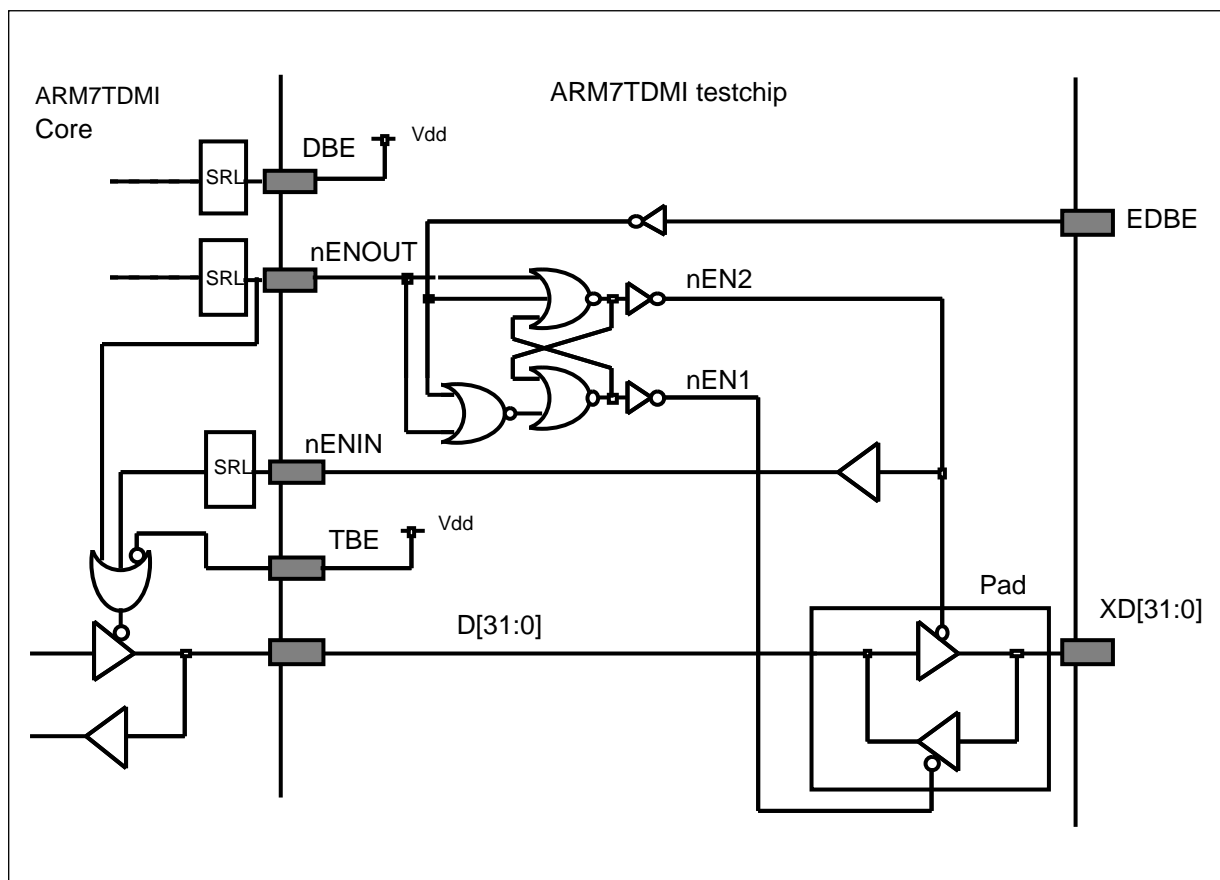 ARM7TDMI
Core
ARM7TDMI testchip
DBE
Vdd
SRL
EDBE
nENOUT
SRL
nEN2
nEN1
nENIN
SRL
TBE
Vdd
Pad
D[31:0]
XD[31:0]